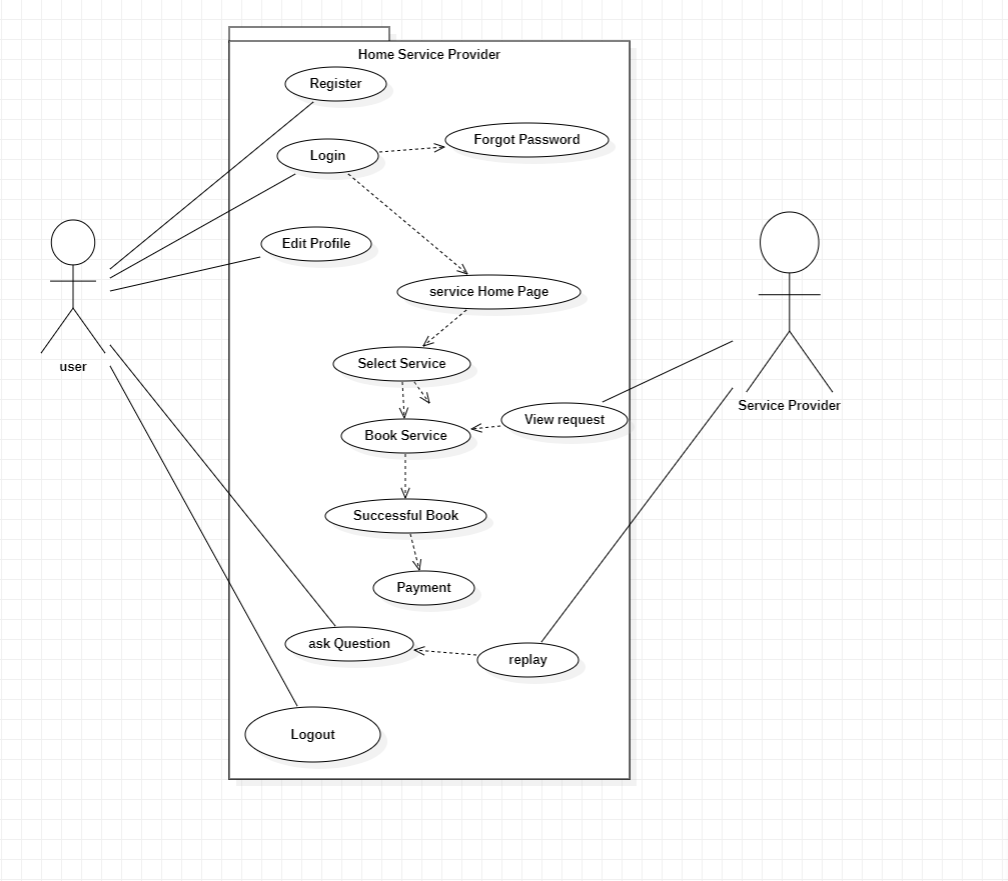 Home Service Provider
Register
Login
Forgot Password
Edit Profile
service Home Page
user
Select Service
Service Provider
View request
Book Service
Successful Book
Payment
ask Question
replay
Logout